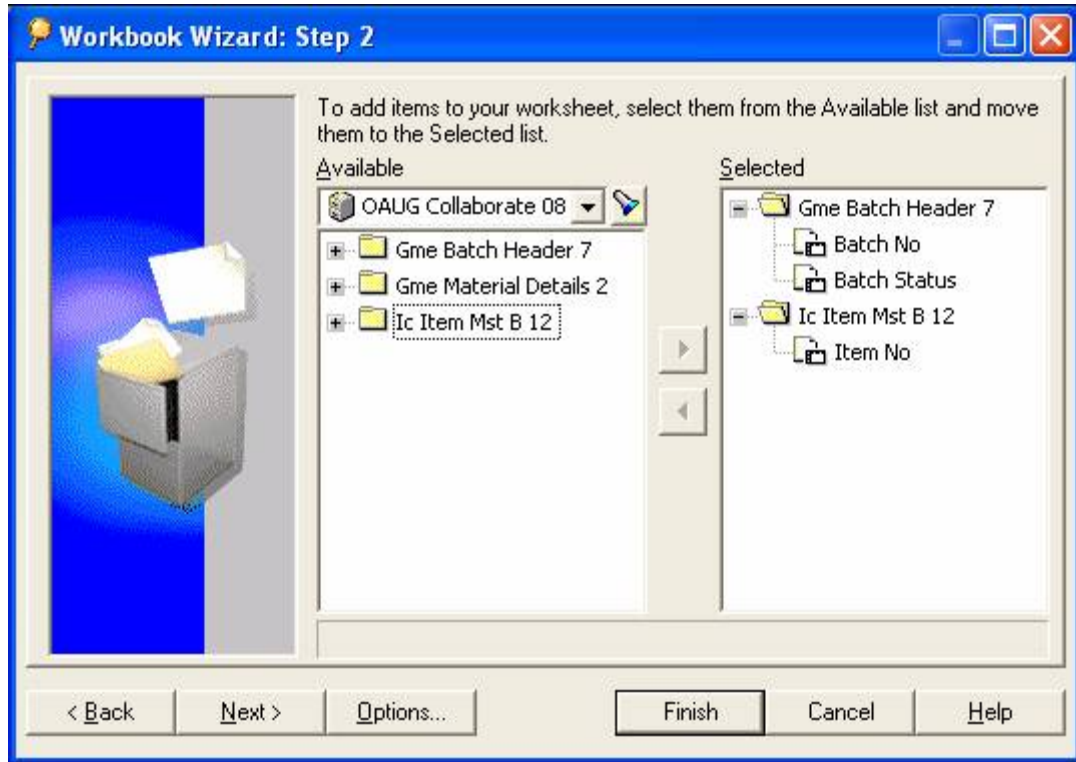 Workbook Wizard: Step 2
To add items to your worksheet, select them from the Available list and move
them to the Selected list.
Available
Selected
OAUG Collaborate 08
Gme Batch Header 7
Gme Material Details 2
Ic Item Mst B 12
Gme Batch Header 7
Batch No
Batch Status
Ic Item Mst B 12
Item No
< Back
Next >
Options...
Finish
Cancel
Help